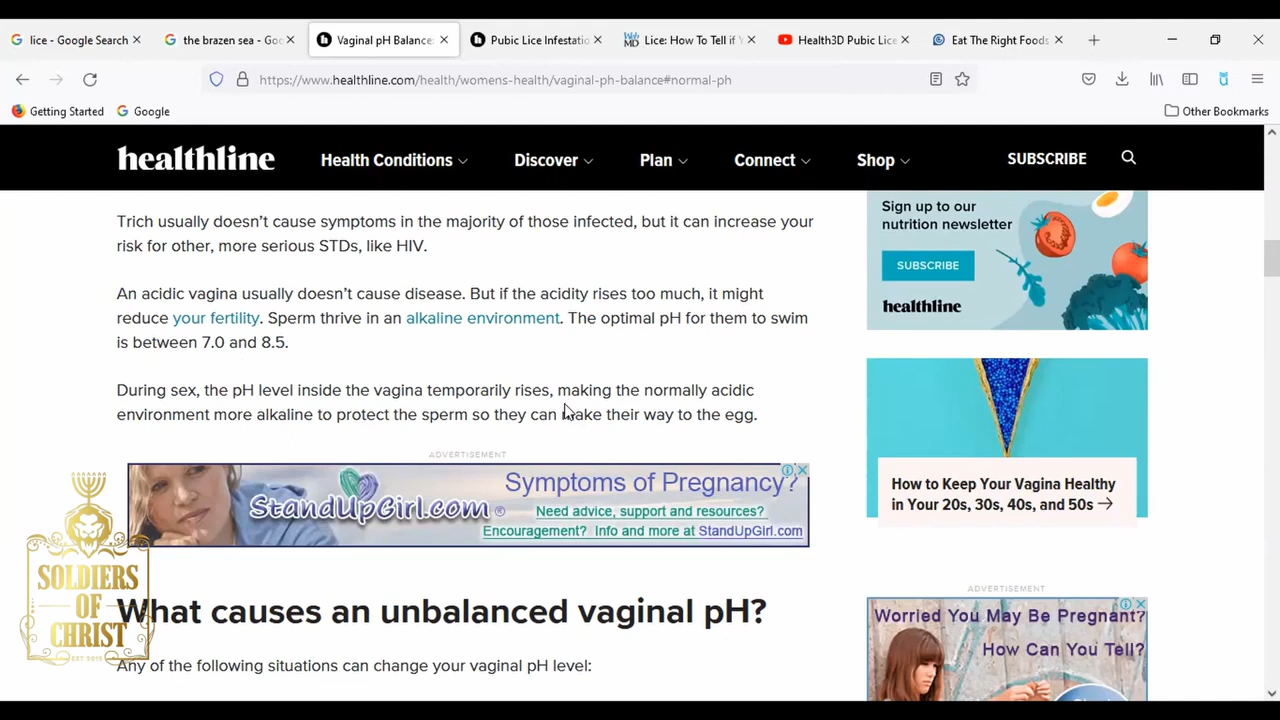 lice - Google Search
the brazen sea - Goo
Vaginal pH Balance:
Pubic Lice Infestatio
Web MD
Lice: How To Tell if Y
Health3D Pubic Lice
Eat The Right Foods
https://www.healthline.com/health/womens-health/vaginal-ph-balance#normal-ph
Getting Started
Google
Other Bookmarks
healthline
Health Conditions
Discover
Plan
Connect
Shop
SUBSCRIBE
Trich usually doesn't cause symptoms in the majority of those infected, but it can increase your
risk for other, more serious STDs, like HIV.
An acidic vagina usually doesn't cause disease. But if the acidity rises too much, it might
reduce your fertility. Sperm thrive in an alkaline environment. The optimal pH for them to swim
is between 7.0 and 8.5.
During sex, the pH level inside the vagina temporarily rises, making the normally acidic
environment more alkaline to protect the sperm so they can make their way to the egg.
ADVERTISEMENT
StandUpGirl.com®
Symptoms of Pregnancy?
Need advice, support and resources?
Encouragement? Info and more at StandUpGirl.com
What causes an unbalanced vaginal pH?
Any of the following situations can change your vaginal pH level:
Sign up to our
nutrition newsletter
SUBSCRIBE
healthline
How to Keep Your Vagina Healthy
in Your 20s, 30s, 40s, and 50s →
ADVERTISEMENT
Worried You May Be Pregnant?
How Can You Tell?
SOLDIERS
OF
CHRIST